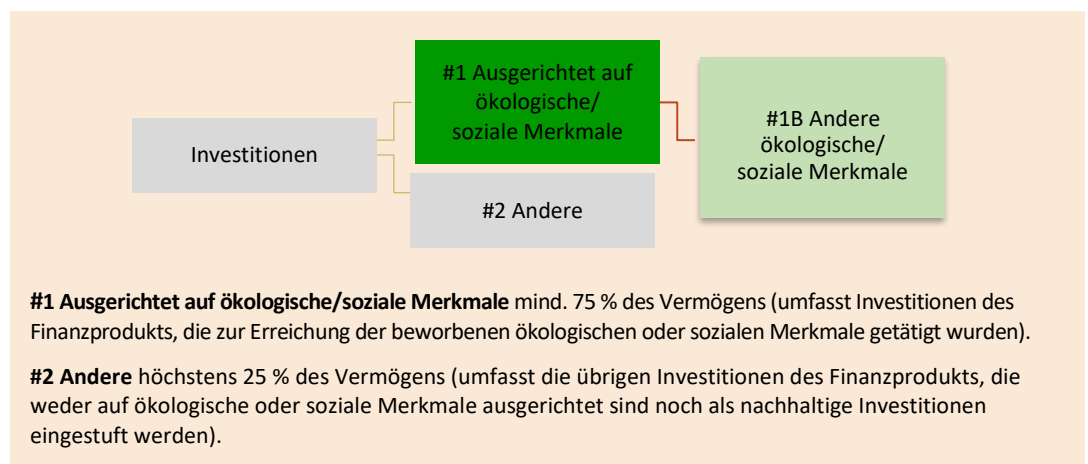 #1 Ausgerichtet auf
ökologische/
soziale Merkmale
#1B Andere
ökologische/
soziale Merkmale
Investitionen
#2 Andere
#1 Ausgerichtet auf ökologische/soziale Merkmale mind. 75 % des Vermögens (umfasst Investitionen des
Finanzprodukts, die zur Erreichung der beworbenen ökologischen oder sozialen Merkmale getätigt wurden).
#2 Andere höchstens 25 % des Vermögens (umfasst die übrigen Investitionen des Finanzprodukts, die
weder auf ökologische oder soziale Merkmale ausgerichtet sind noch als nachhaltige Investitionen
eingestuft werden).